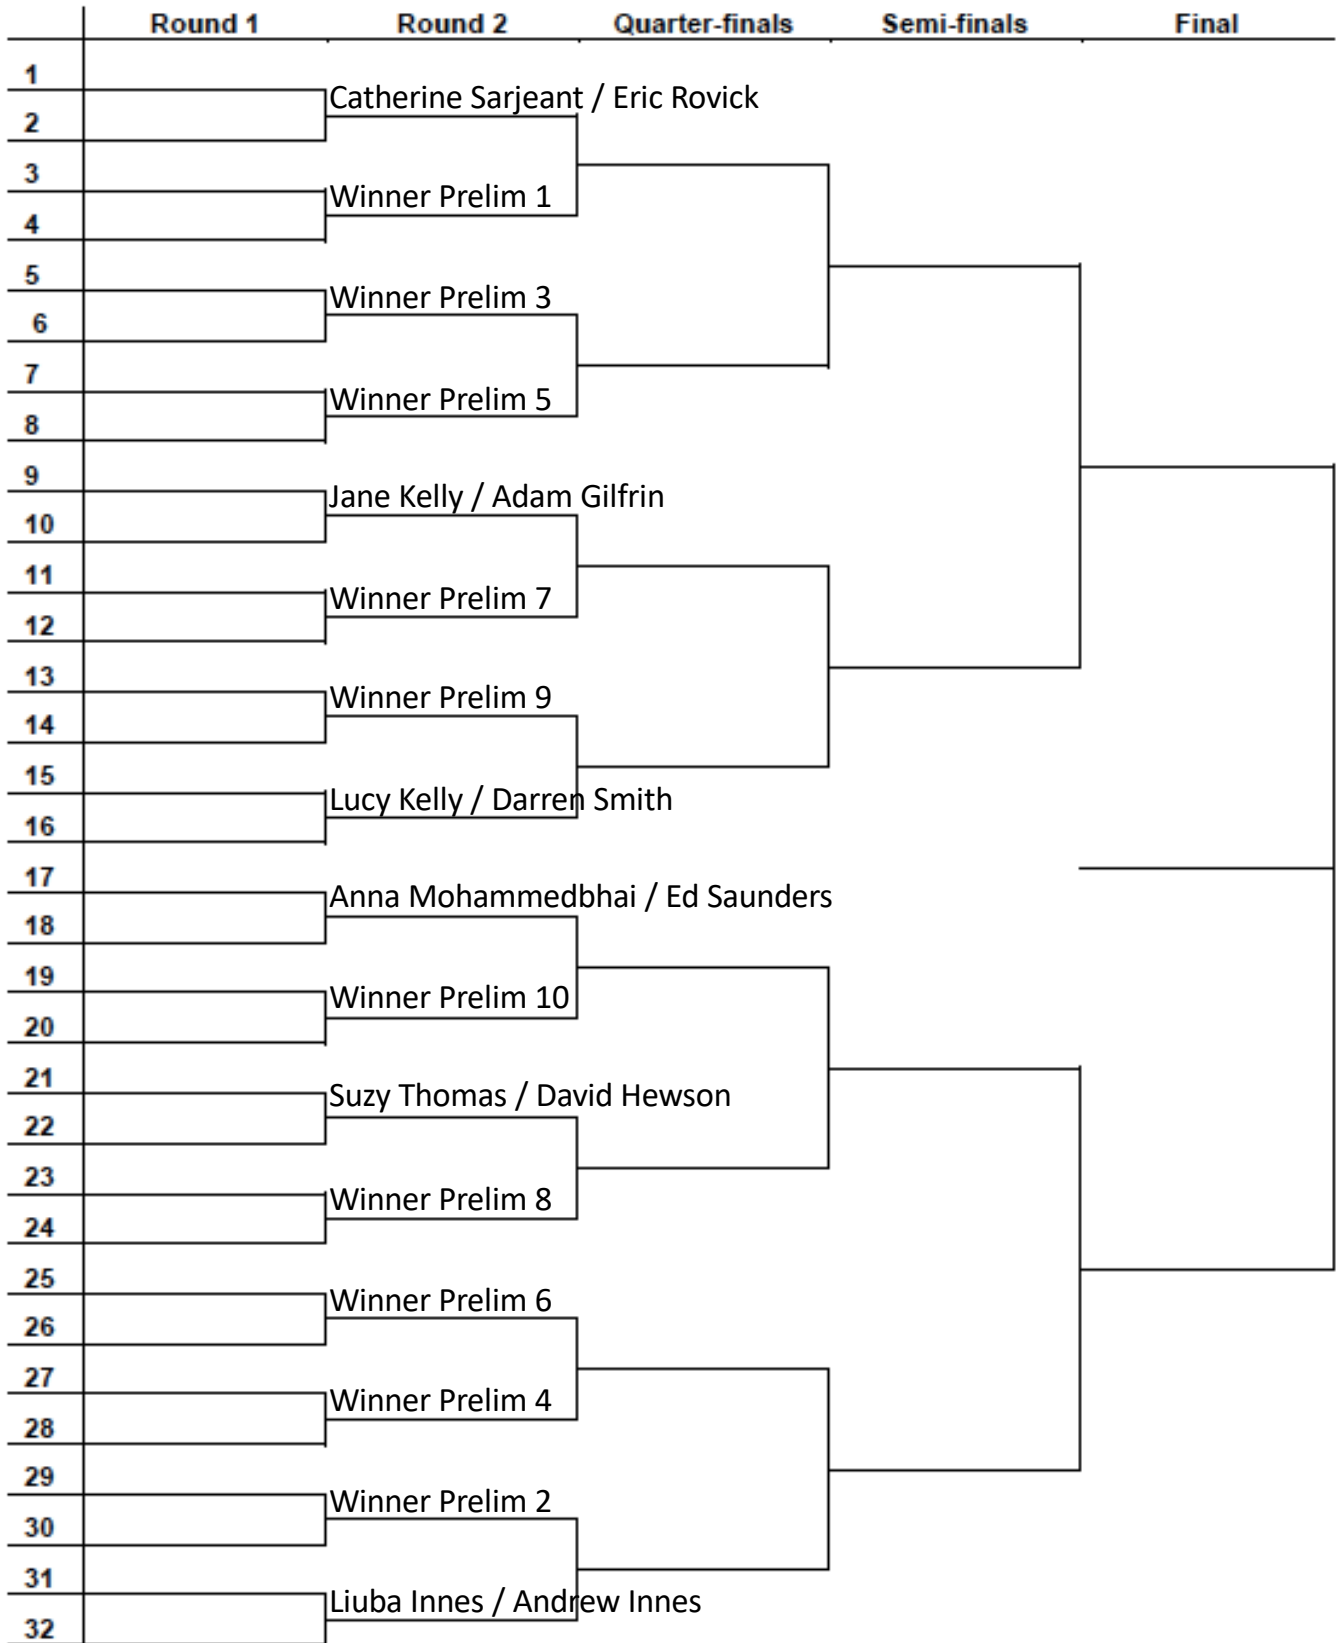 Round 1 Round 2 Quarter-finals Semi-finals Final
1
Catherine Sarjeant / Eric Rovick
2
3
Winner Prelim 1
4
5
Winner Prelim 3
6
7
Winner Prelim 5
8
9
Jane Kelly / Adam Gilfrin
10
11
Winner Prelim 7
12
13
Winner Prelim 9
14
15
Lucy Kelly / Darren Smith
16
17
Anna Mohammedbhai / Ed Saunders
18
19
Winner Prelim 10
20
21
Suzy Thomas / David Hewson
22
23
Winner Prelim 8
24
25
Winner Prelim 6
26
27
Winner Prelim 4
28
29
Winner Prelim 2
30
31
Liuba Innes / Andrew Innes
32